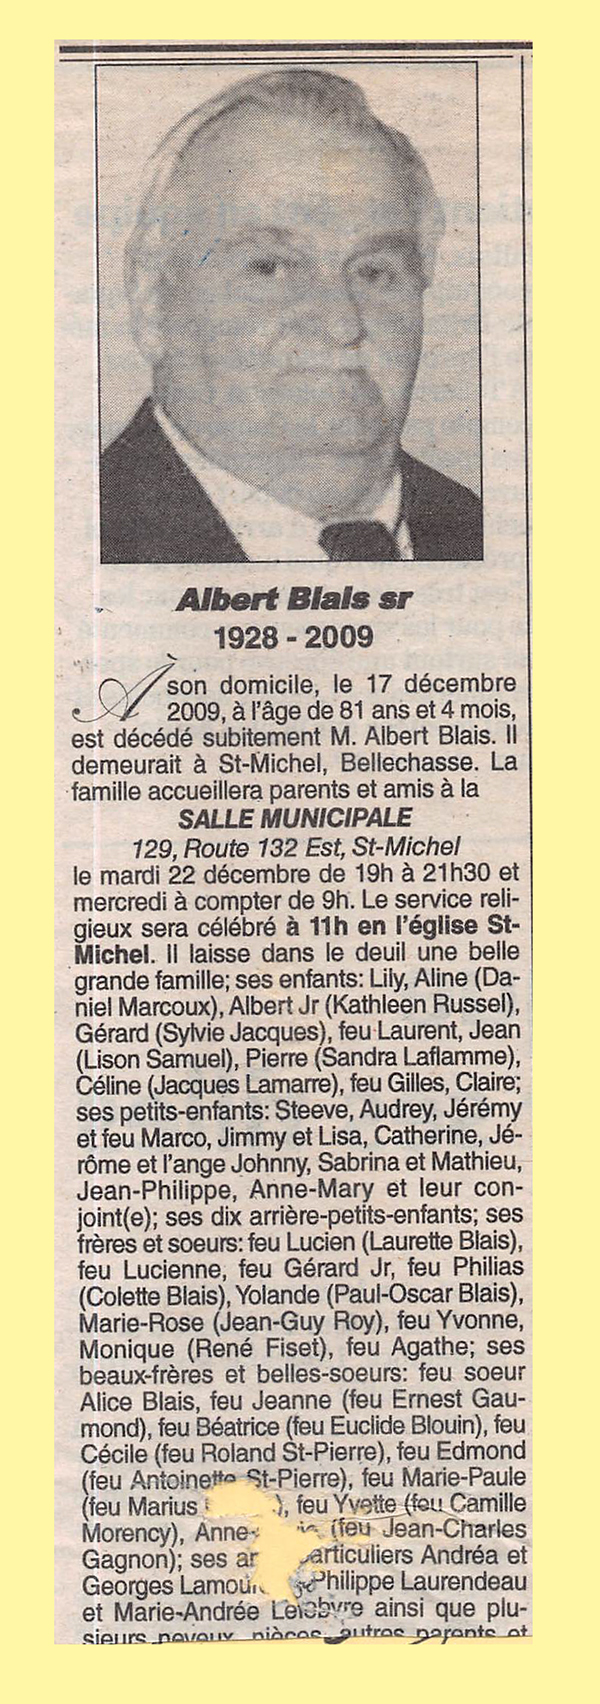 Albert Blais sr
1928 - 2009
À son domicile, le 17 décembre
2009, à l'âge de 81 ans et 4 mois,
est décédé subitement M. Albert Blais. Il
demeurait à St-Michel, Bellechasse. La
famille accueillera parents et amis à la
SALLE MUNICIPALE
129, Route 132 Est, St-Michel
le mardi 22 décembre de 19h à 21h30 et
mercredi à compter de 9h. Le service reli-
gieux sera célébré à 11h en l'église St-
Michel. Il laisse dans le deuil une belle
grande famille; ses enfants: Lily, Aline (Da-
niel Marcoux), Albert Jr (Kathleen Russel),
Gérard (Sylvie Jacques), feu Laurent, Jean
(Lison Samuel), Pierre (Sandra Laflamme),
Céline (Jacques Lamarre), feu Gilles, Claire;
ses petits-enfants: Steeve, Audrey, Jérémy
et feu Marco, Jimmy et Lisa, Catherine, Jé-
rôme et l'ange Johnny, Sabrina et Mathieu,
Jean-Philippe, Anne-Mary et leur con-
joint(e); ses dix arrière-petits-enfants; ses
frères et soeurs: feu Lucien (Laurette Blais),
feu Lucienne, feu Gérard Jr, feu Philias
(Colette Blais), Yolande (Paul-Oscar Blais),
Marie-Rose (Jean-Guy Roy), feu Yvonne,
Monique (René Fiset), feu Agathe; ses
beaux-frères et belles-soeurs: feu soeur
Alice Blais, feu Jeanne (feu Ernest Gau-
mond), feu Béatrice (feu Euclide Blouin), feu
Cécile (feu Roland St-Pierre), feu Edmond
(feu Antoinette St-Pierre), feu Marie-Paule
(feu Marius ), feu Yvette (feu Camille
Morency), Anne- (feu Jean-Charles
Gagnon); ses particuliers Andréa et
Georges Philippe Laurendeau
et Marie-Andrée Lefebvre ainsi que plu-
sieurs neveux, nièces, autres parents et